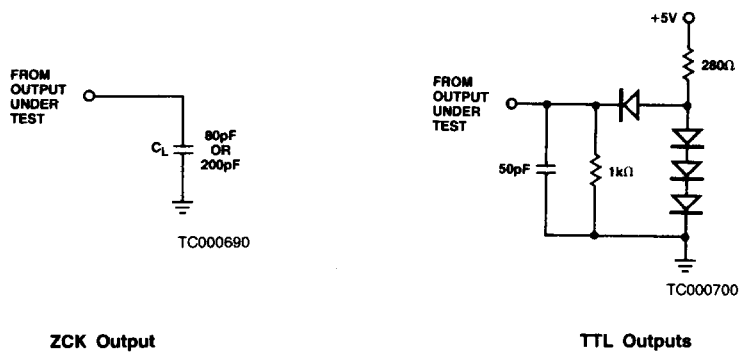 FROM
OUTPUT
UNDER
TEST
CL
80pF
OR
200pF
TC000690
ZCK Output
+5V
280Ω
FROM
OUTPUT
UNDER
TEST
50pF
1kΩ
TC000700
TTL Outputs